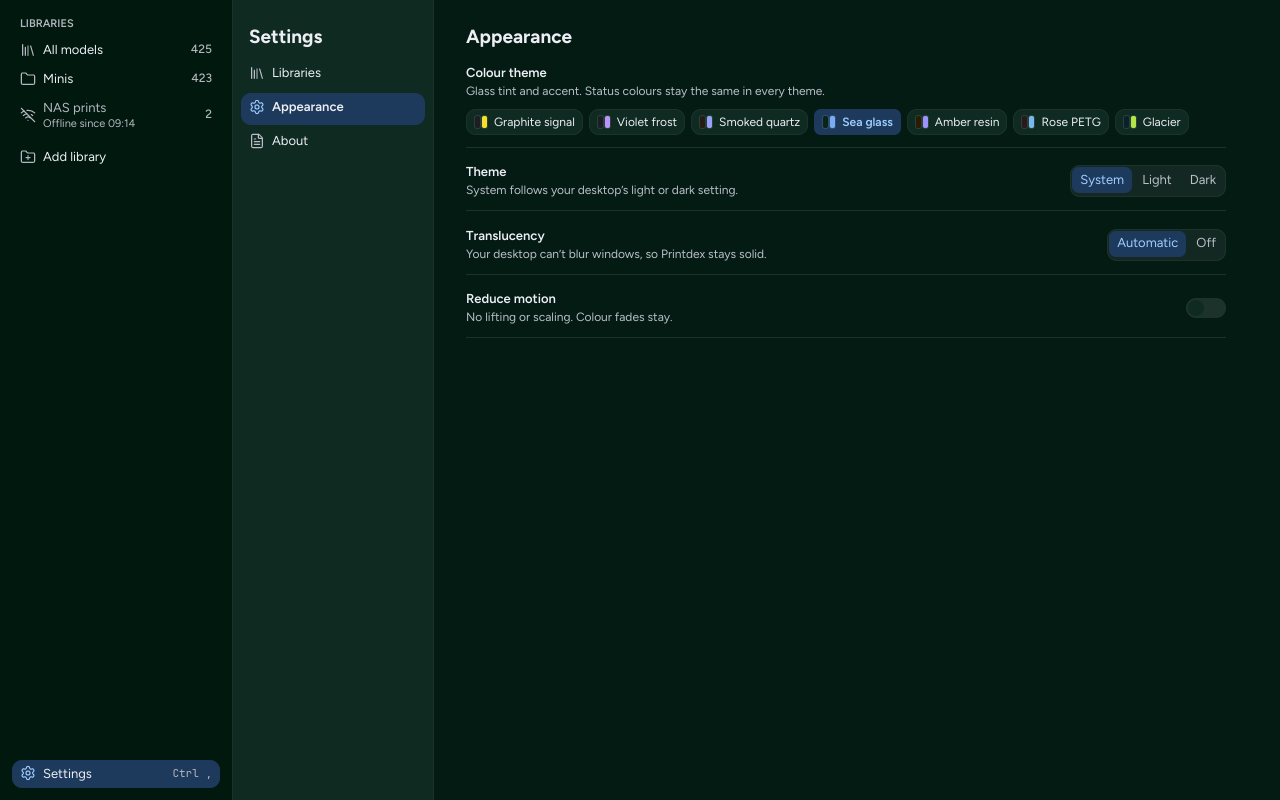 LIBRARIES
All models 425
Minis 423
NAS prints 2
Offline since 09:14
Add library
Settings Ctrl ,
Settings
Libraries
Appearance
About
Appearance
Colour theme
Glass tint and accent. Status colours stay the same in every theme.
Graphite signal Violet frost Smoked quartz Sea glass Amber resin Rose PETG Glacier
Theme
System follows your desktop's light or dark setting.
System Light Dark
Translucency
Your desktop can't blur windows, so Printdex stays solid.
Automatic Off
Reduce motion
No lifting or scaling. Colour fades stay.